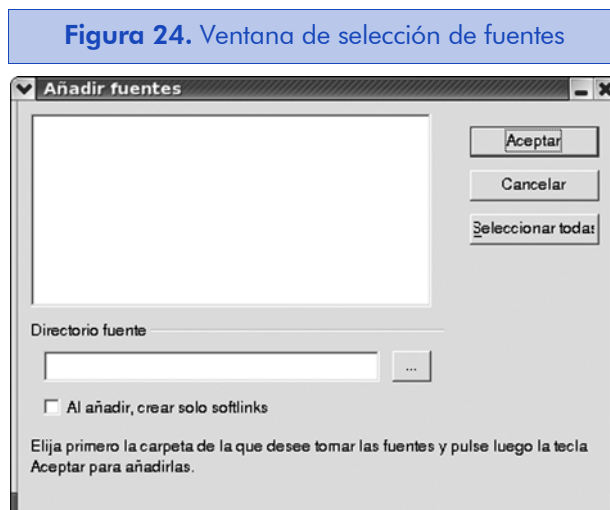 Figura 24. Ventana de selección de fuentes
Añadir fuentes
Aceptar
Cancelar
Seleccionar todas
Directorio fuente
...
Al añadir, crear solo softlinks
Elija primero la carpeta de la que desee tomar las fuentes y pulse luego la tecla
Aceptar para añadirlas.